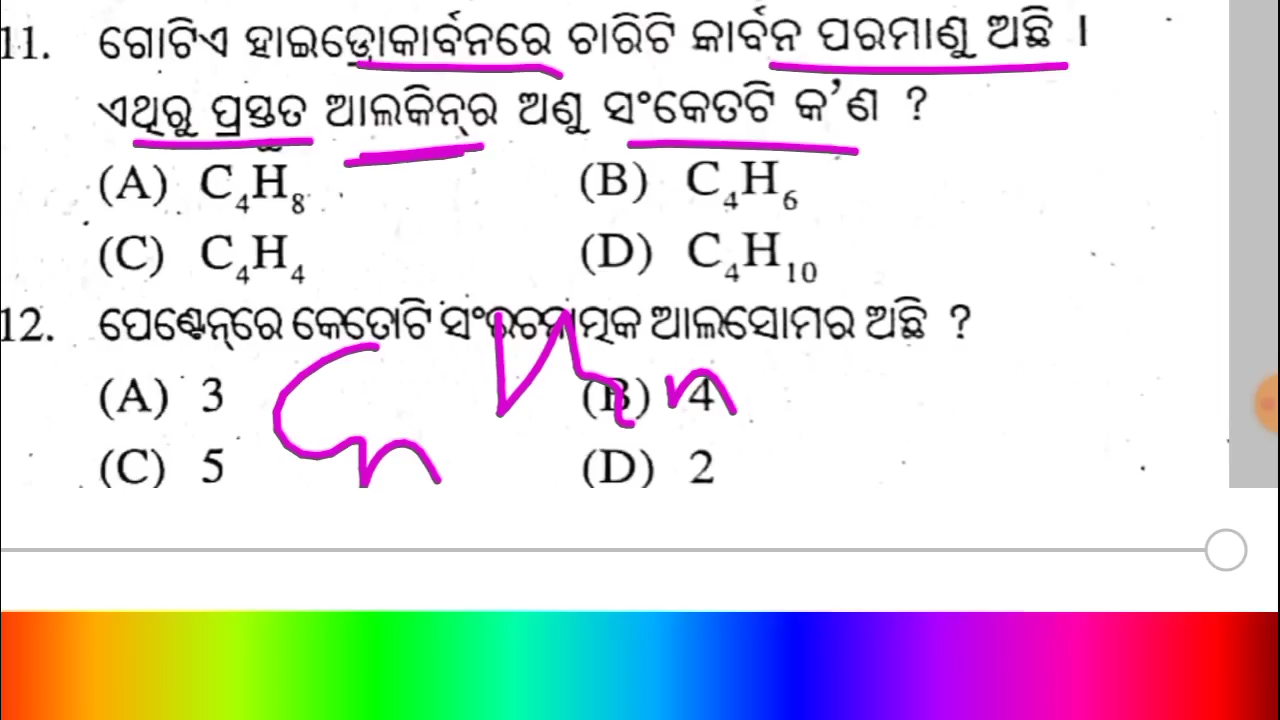 11. ଗୋଟିଏ ହାଇଡ୍ରୋକାର୍ବନରେ ଚାରିଟି କାର୍ବନ ପରମାଣୁ ଅଛି ।
ଏଥିରୁ ପ୍ରସ୍ତୁତ ଆଲକିନ୍‌ର ଅଣୁ ସଂକେତଟି କ'ଣ ?
(A) C₄H₈ (B) C₄H₆
(C) C₄H₄ (D) C₄H₁₀
12. ପେଣ୍ଟେନ୍‌ରେ କେତୋଟି ସଂରଚନାତ୍ମକ ଆଲସୋମର ଅଛି ?
(A) 3 (B) 4
(C) 5 (D) 2